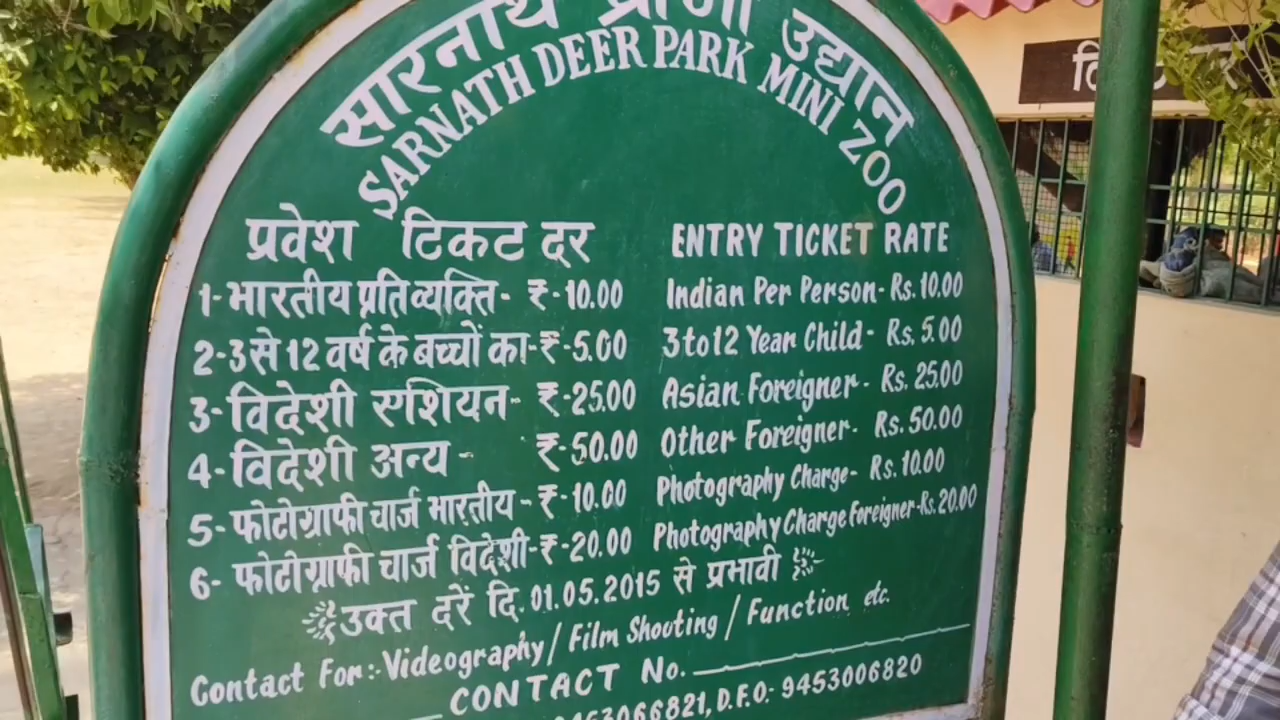 सारनाथ प्राणी उद्यान
SARNATH DEER PARK MINI ZOO
प्रवेश टिकट दर ENTRY TICKET RATE
1-भारतीय प्रतिव्यक्ति- ₹-10.00 Indian Per Person- Rs. 10.00
2-3 से 12 वर्ष के बच्चों का-₹-5.00 3 to 12 Year Child- Rs. 5.00
3-विदेशी एशियन- ₹-25.00 Asian Foreigner- Rs. 25.00
4-विदेशी अन्य- ₹-50.00 Other Foreigner- Rs. 50.00
5-फोटोग्राफी चार्ज भारतीय-₹-10.00 Photography Charge- Rs. 10.00
6-फोटोग्राफी चार्ज विदेशी-₹-20.00 Photography Charge Foreigner-Rs. 20.00
उक्त दरें दि. 01.05.2015 से प्रभावी
Contact For:-Videography/Film Shooting/Function etc.
CONTACT No.
D.F.O.- 9453006820